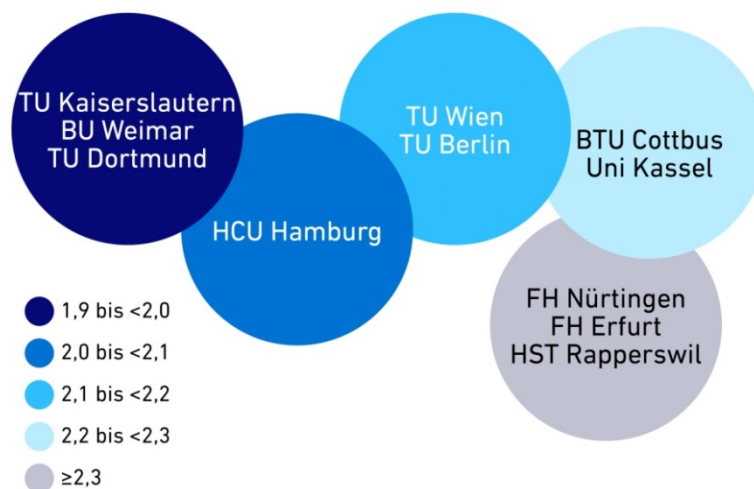 TU Kaiserslautern
BU Weimar
TU Dortmund
HCU Hamburg
TU Wien
TU Berlin
BTU Cottbus
Uni Kassel
FH Nürtingen
FH Erfurt
HST Rapperswil
1,9 bis <2,0
2,0 bis <2,1
2,1 bis <2,2
2,2 bis <2,3
≥2,3